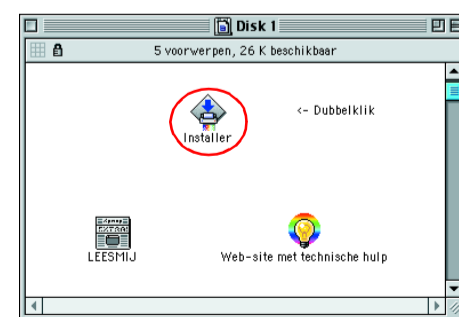 Disk 1
5 voorwerpen, 26 K beschikbaar
<- Dubbelklik
Installer
LEESMIJ
Web-site met technische hulp